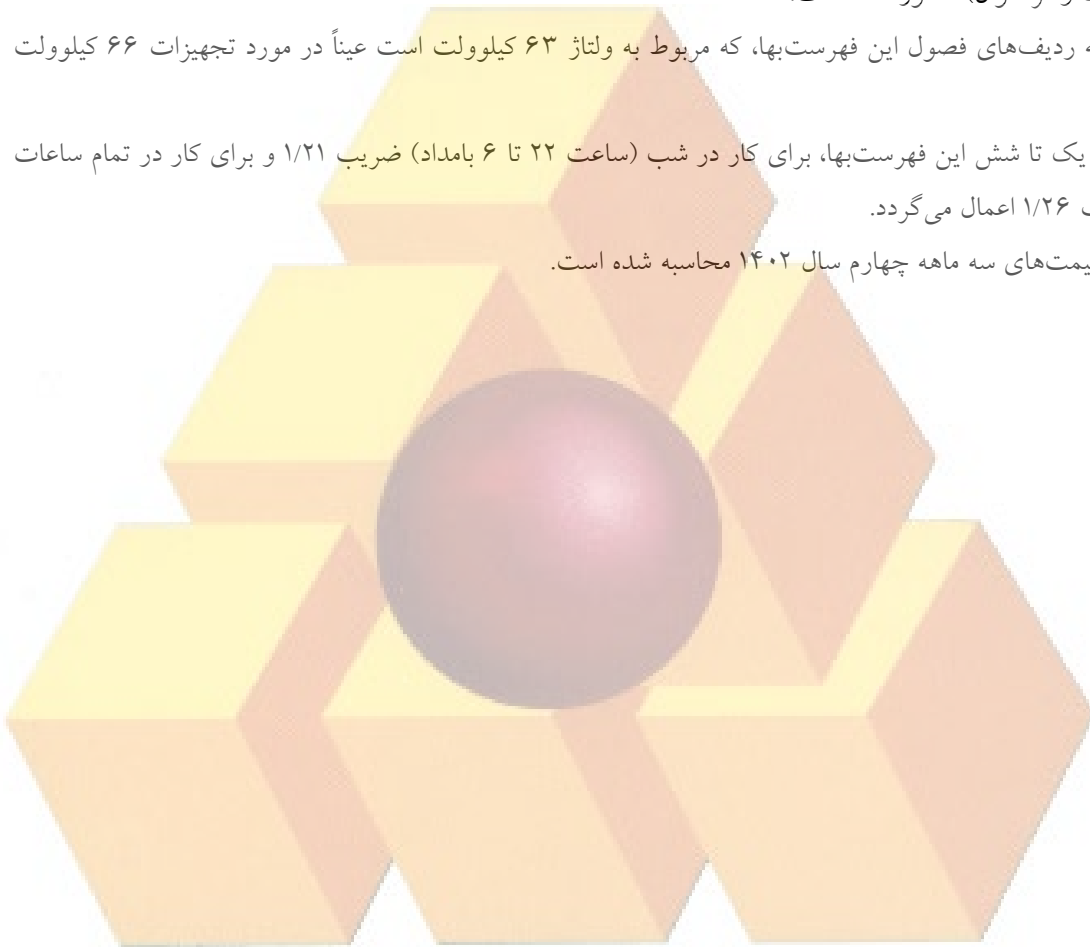 ه ردیف‌های فصول این فهرست‌بها، که مربوط به ولتاژ ۶۳ کیلوولت است عیناً در مورد تجهیزات ۶۶ کیلوولت
یک تا شش این فهرست‌بها، برای کار در شب (ساعت ۲۲ تا ۶ بامداد) ضریب ۱/۲۱ و برای کار در تمام ساعات
۱/۲۶ اعمال می‌گردد.
یمت‌های سه ماهه چهارم سال ۱۴۰۲ محاسبه شده است.